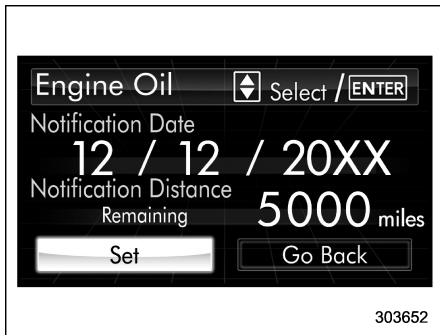 Engine Oil Select / ENTER
Notification Date
12 / 12 / 20XX
Notification Distance
Remaining 5000 miles
Set Go Back
303652